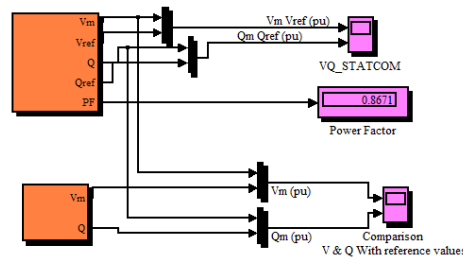 Vm
Vref
Q
Qref
PF
Vm Vref (pu)
Qm Qref (pu)
VQ_STATCOM
0.8671
Power Factor
Vm
Q
Vm (pu)
Qm (pu)
Comparison
V & Q With reference values